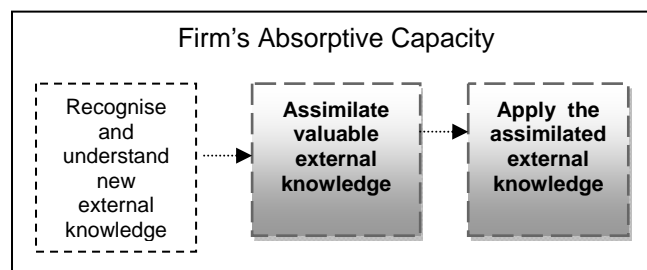 Firm's Absorptive Capacity
Recognise
and
understand
new
external
knowledge
Assimilate
valuable
external
knowledge
Apply the
assimilated
external
knowledge